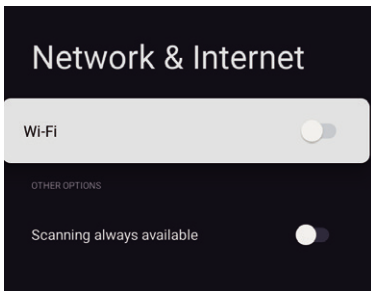 Network & Internet
Wi-Fi
OTHER OPTIONS
Scanning always available